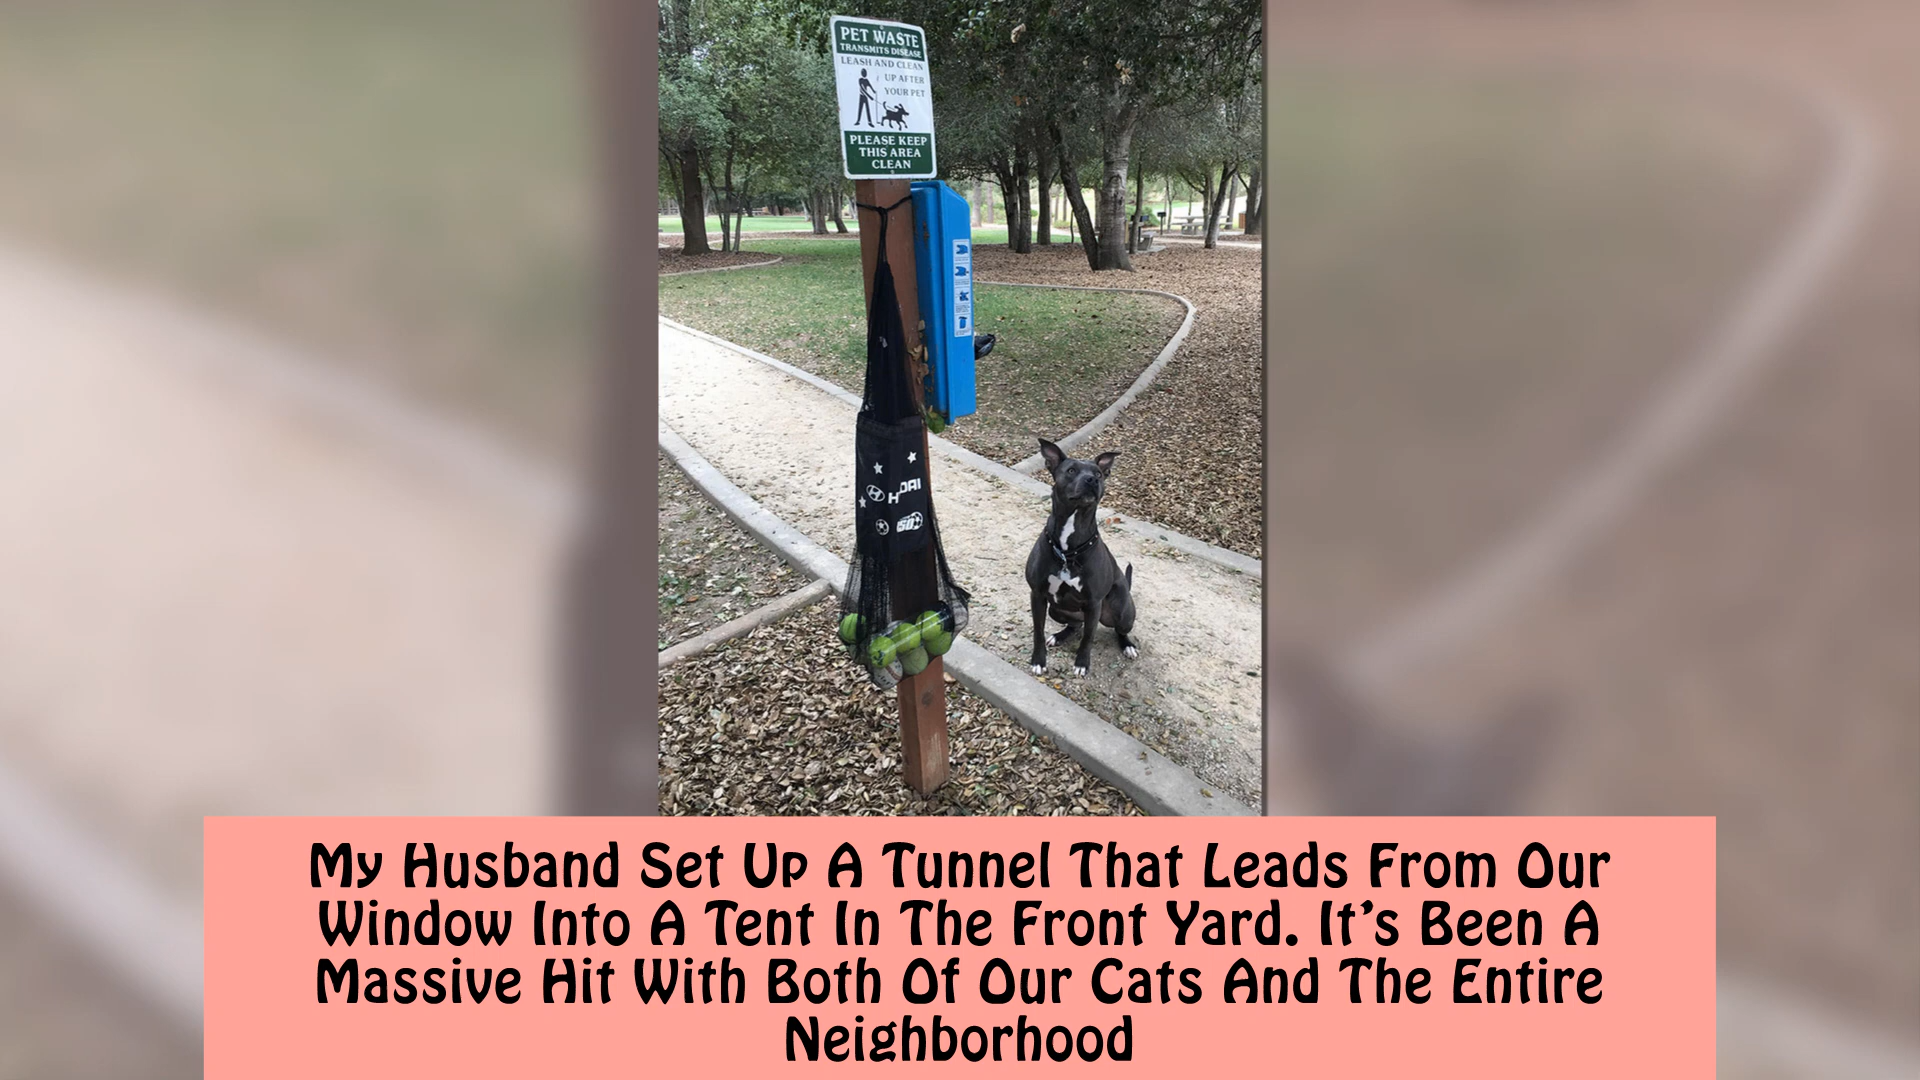 PET WASTE
TRANSMITS DISEASE
LEASH AND CLEAN
UP AFTER
YOUR PET
PLEASE KEEP
THIS AREA
CLEAN
My Husband Set Up A Tunnel That Leads From Our
Window Into A Tent In The Front Yard. It’s Been A
Massive Hit With Both Of Our Cats And The Entire
Neighborhood